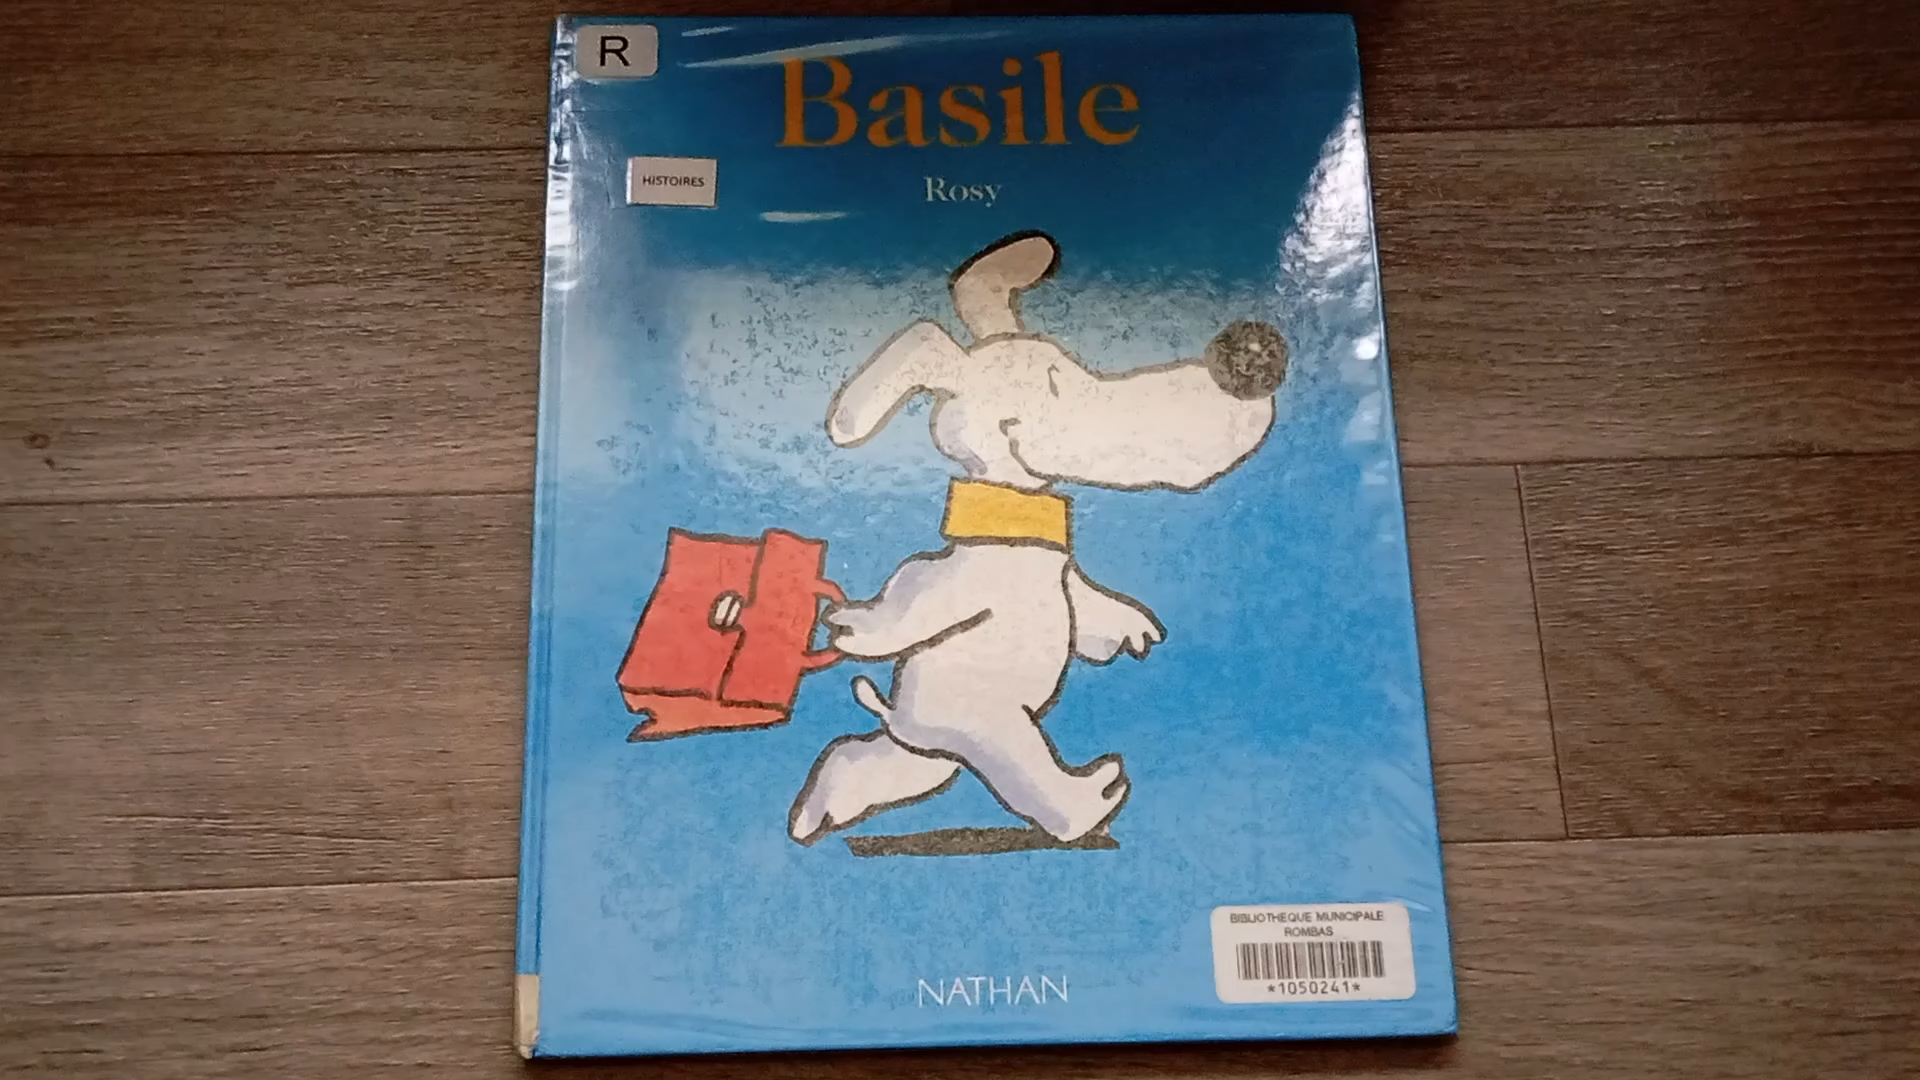 R
Basile
HISTOIRES
Rosy
NATHAN
BIBLIOTHEQUE MUNICIPALE
ROMBAS
*1050241*